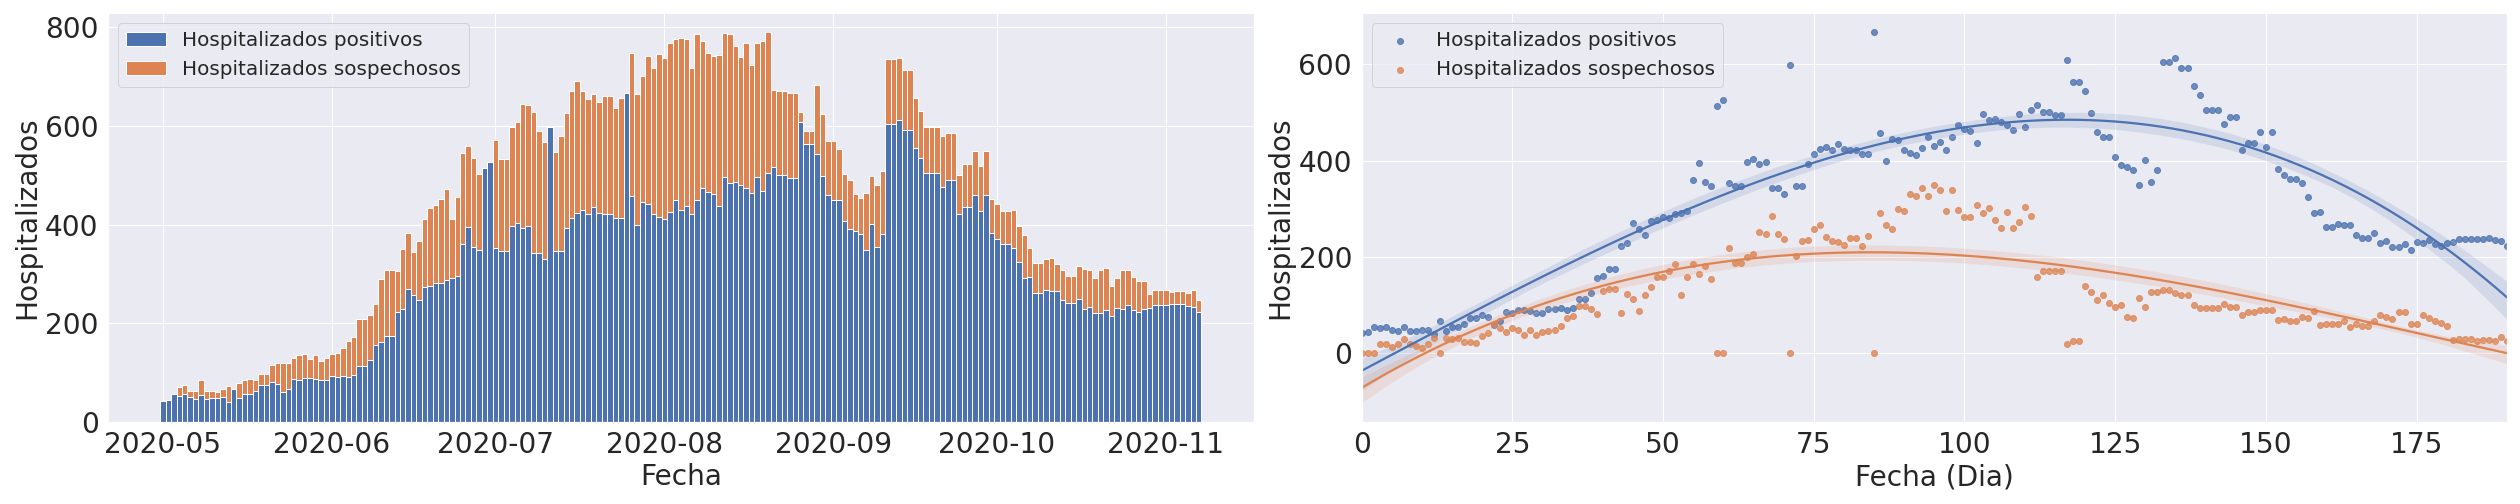 Hospitalizados
800
600
400
200
0
Hospitalizados positivos
Hospitalizados sospechosos
2020-05 2020-06 2020-07 2020-08 2020-09 2020-10 2020-11
Fecha
Hospitalizados
600
400
200
0
Hospitalizados positivos
Hospitalizados sospechosos
0 25 50 75 100 125 150 175
Fecha (Dia)